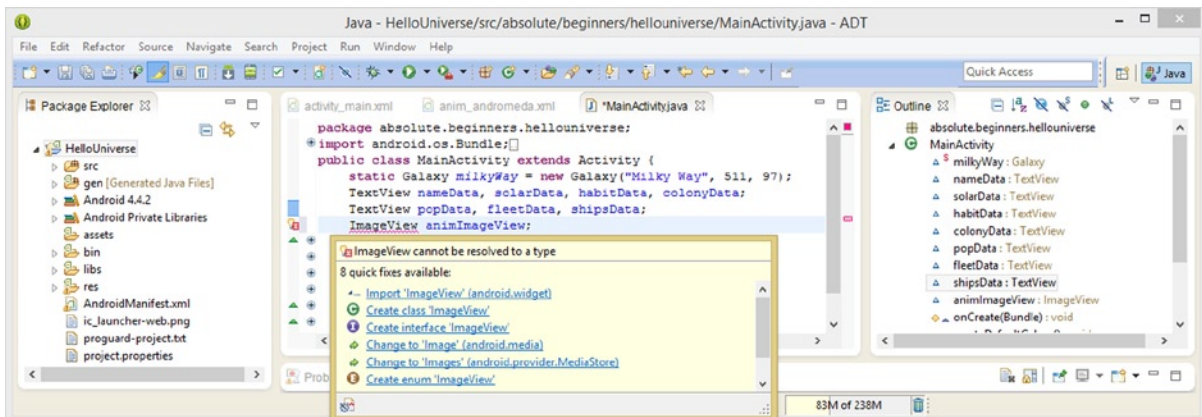 Java - HelloUniverse/src/absolute/beginners/hellouniverse/MainActivity.java - ADT
File Edit Refactor Source Navigate Search Project Run Window Help
Quick Access
Java
Package Explorer
HelloUniverse
src
gen [Generated Java Files]
Android 4.4.2
Android Private Libraries
assets
bin
libs
res
AndroidManifest.xml
ic_launcher-web.png
proguard-project.txt
project.properties
activity_main.xml anim_andromeda.xml *MainActivity.java
package absolute.beginners.hellouniverse;
import android.os.Bundle;
public class MainActivity extends Activity {
static Galaxy milkyWay = new Galaxy("Milky Way", 511, 97);
TextView nameData, solarData, habitData, colonyData;
TextView popData, fleetData, shipsData;
ImageView animImageView;
ImageView cannot be resolved to a type
8 quick fixes available:
Import 'ImageView' (android.widget)
Create class 'ImageView'
Create interface 'ImageView'
Change to 'Image' (android.media)
Change to 'Images' (android.provider.MediaStore)
Create enum 'ImageView'
Prob
Outline
absolute.beginners.hellouniverse
MainActivity
S milkyWay : Galaxy
nameData : TextView
solarData : TextView
habitData : TextView
colonyData : TextView
popData : TextView
fleetData : TextView
shipsData : TextView
animImageView : ImageView
onCreate(Bundle) : void
83M of 238M